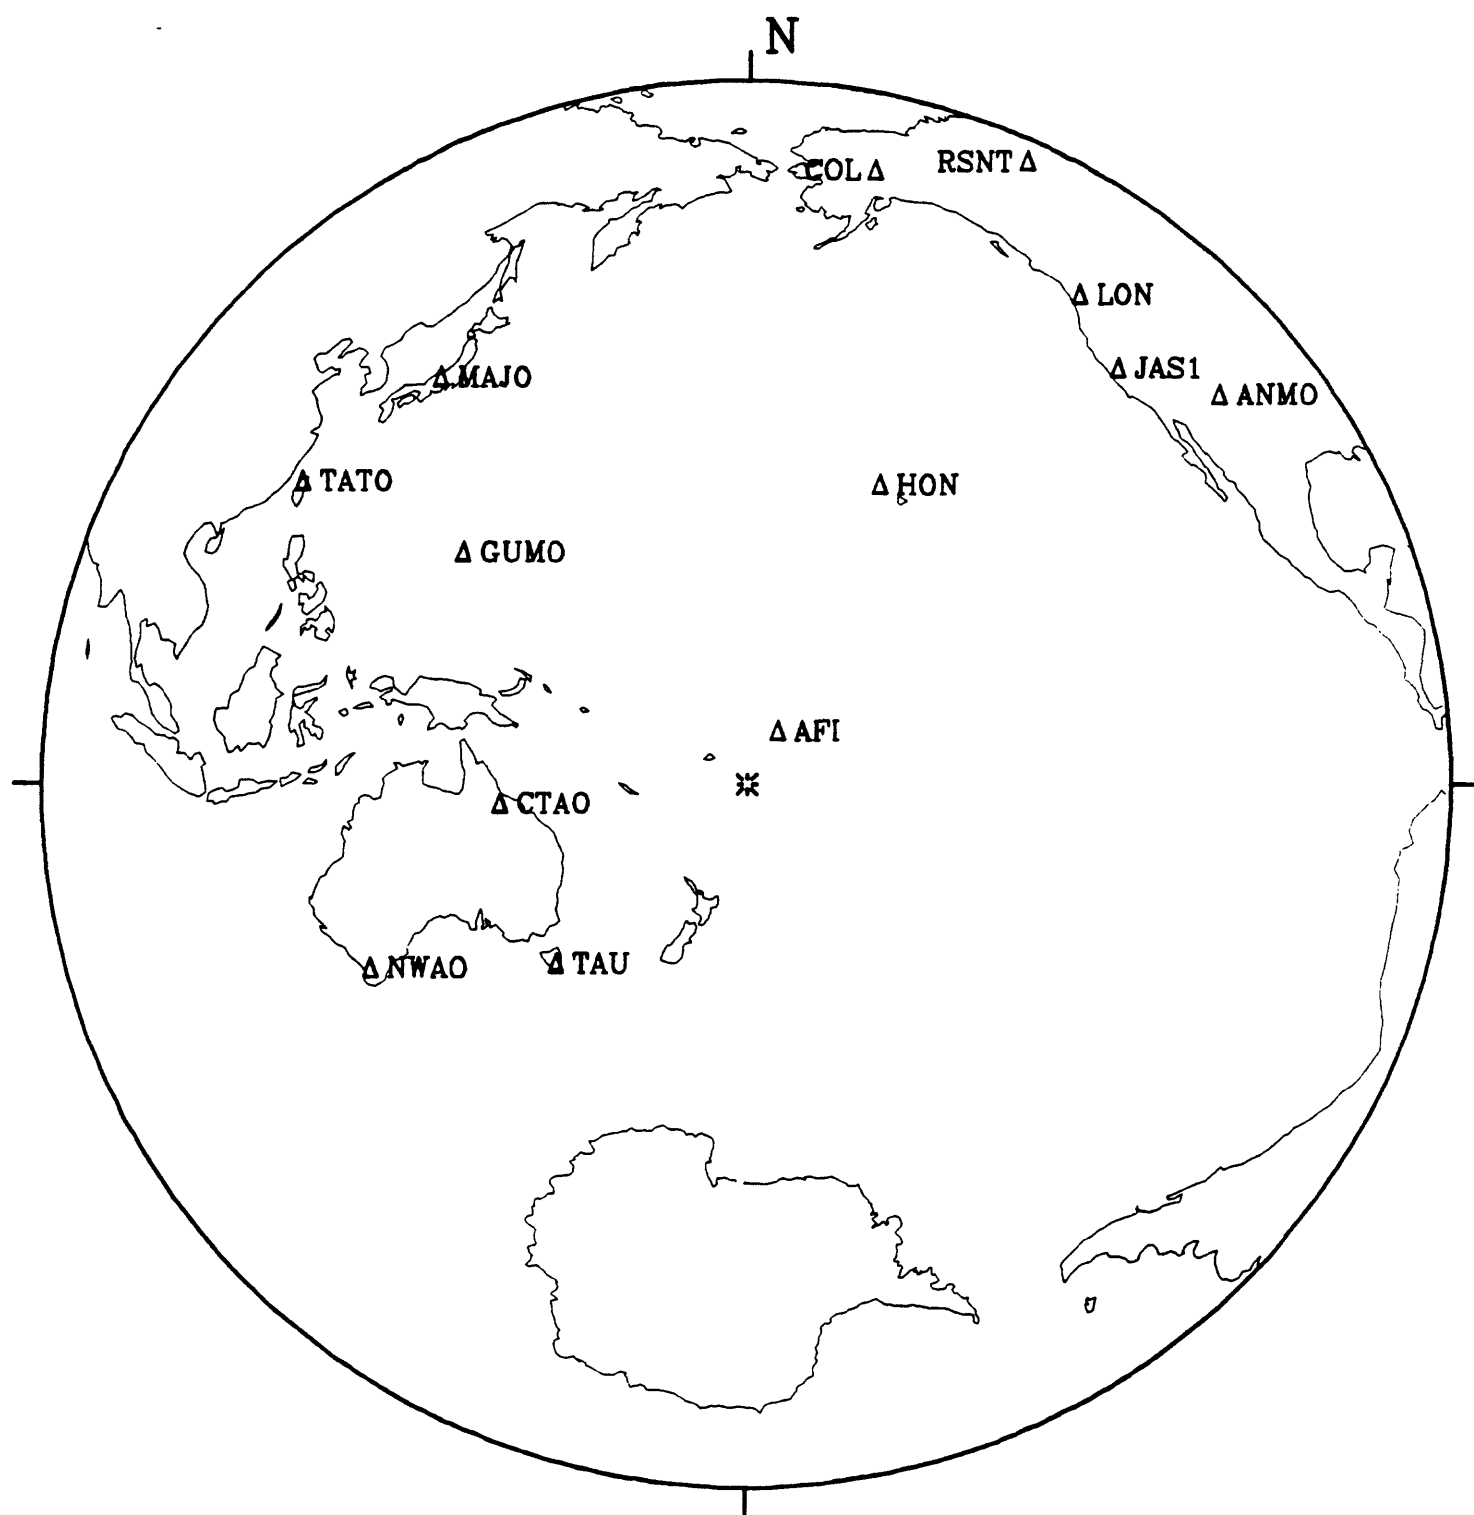 N
COL
RSNT
LON
JAS1
ANMO
MAJO
TATO
HON
GUMO
AFI
CTAO
NWAO
TAU